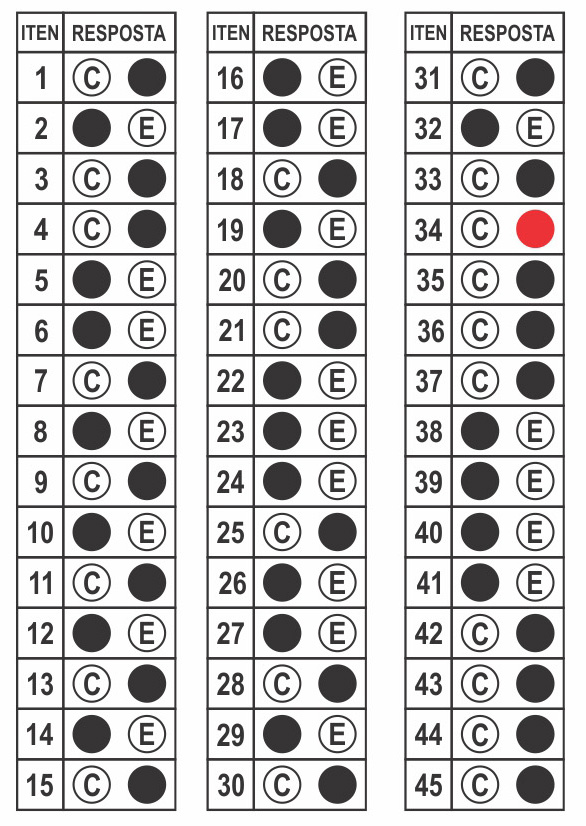 ITEN RESPOSTA
1 C
2 E
3 C
4 C
5 E
6 E
7 C
8 E
9 C
10 E
11 C
12 E
13 C
14 E
15 C
ITEN RESPOSTA
16 E
17 E
18 C
19 E
20 C
21 C
22 E
23 E
24 E
25 C
26 E
27 E
28 C
29 E
30 C
ITEN RESPOSTA
31 C
32 E
33 C
34 C
35 C
36 C
37 C
38 E
39 E
40 E
41 E
42 C
43 C
44 C
45 C